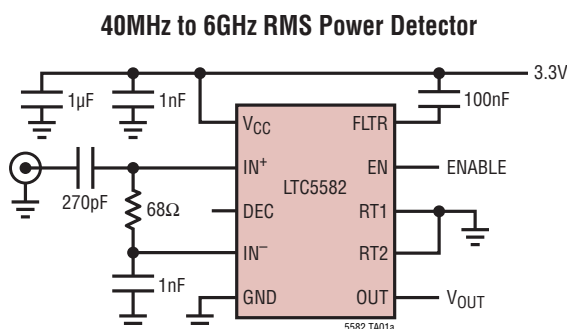 40MHz to 6GHz RMS Power Detector
3.3V
1µF
1nF
100nF
VCC
FLTR
IN+
EN
ENABLE
LTC5582
270pF
68Ω
DEC
RT1
IN−
RT2
1nF
GND
OUT
VOUT
5582 TA01a